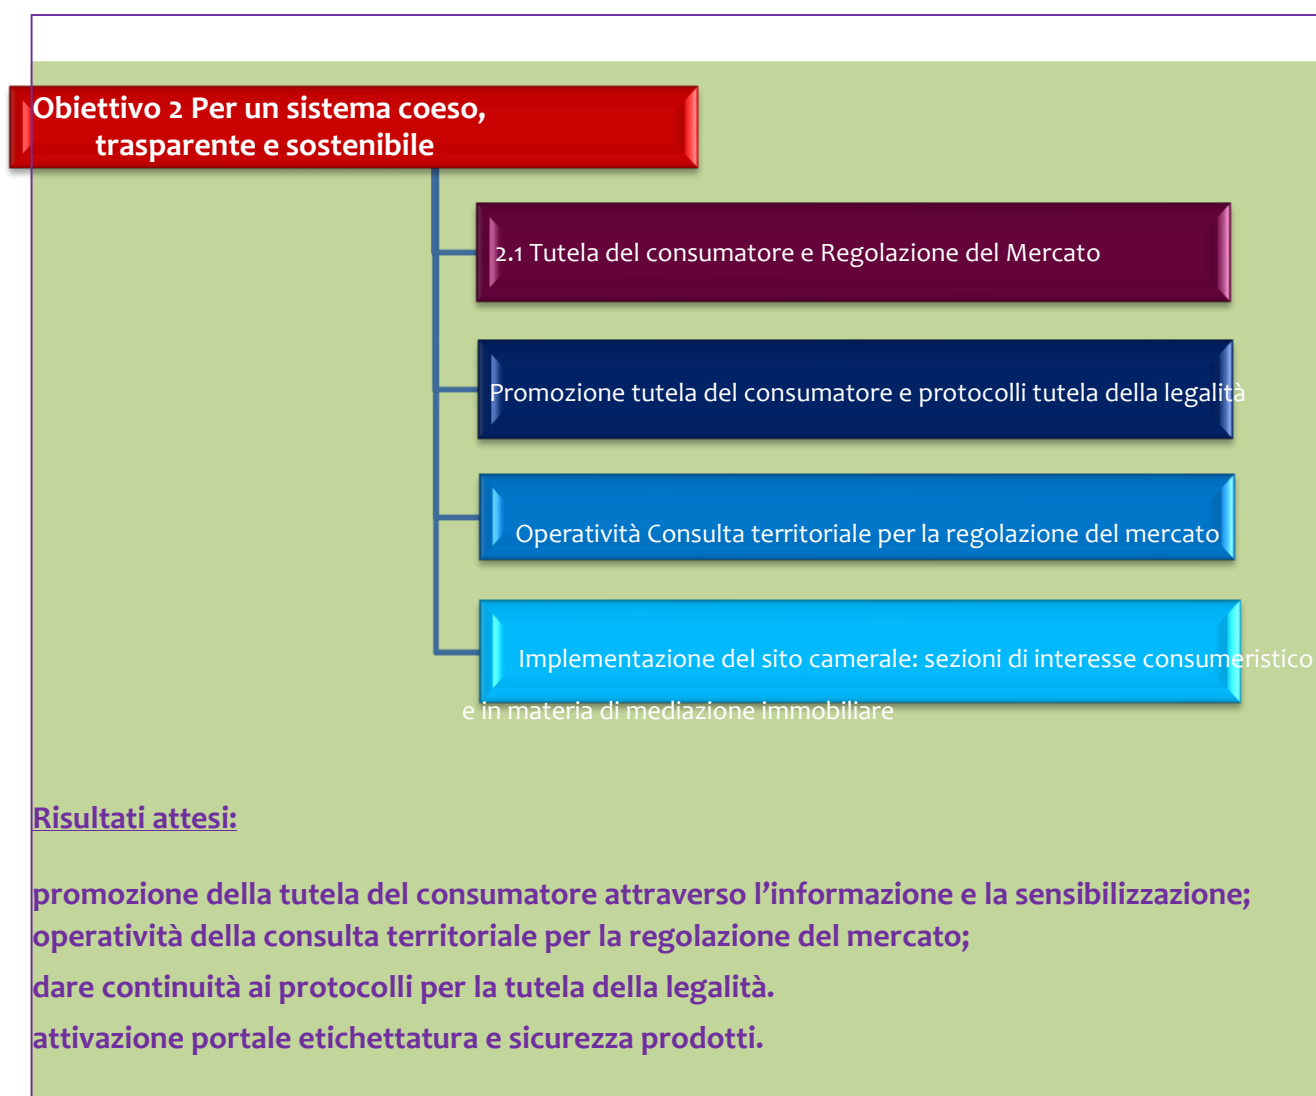 Obiettivo 2 Per un sistema coeso,
trasparente e sostenibile
2.1 Tutela del consumatore e Regolazione del Mercato
Promozione tutela del consumatore e protocolli tutela della legalità
Operatività Consulta territoriale per la regolazione del mercato
Implementazione del sito camerale: sezioni di interesse consumeristico
e in materia di mediazione immobiliare
Risultati attesi:
promozione della tutela del consumatore attraverso l’informazione e la sensibilizzazione;
operatività della consulta territoriale per la regolazione del mercato;
dare continuità ai protocolli per la tutela della legalità.
attivazione portale etichettatura e sicurezza prodotti.